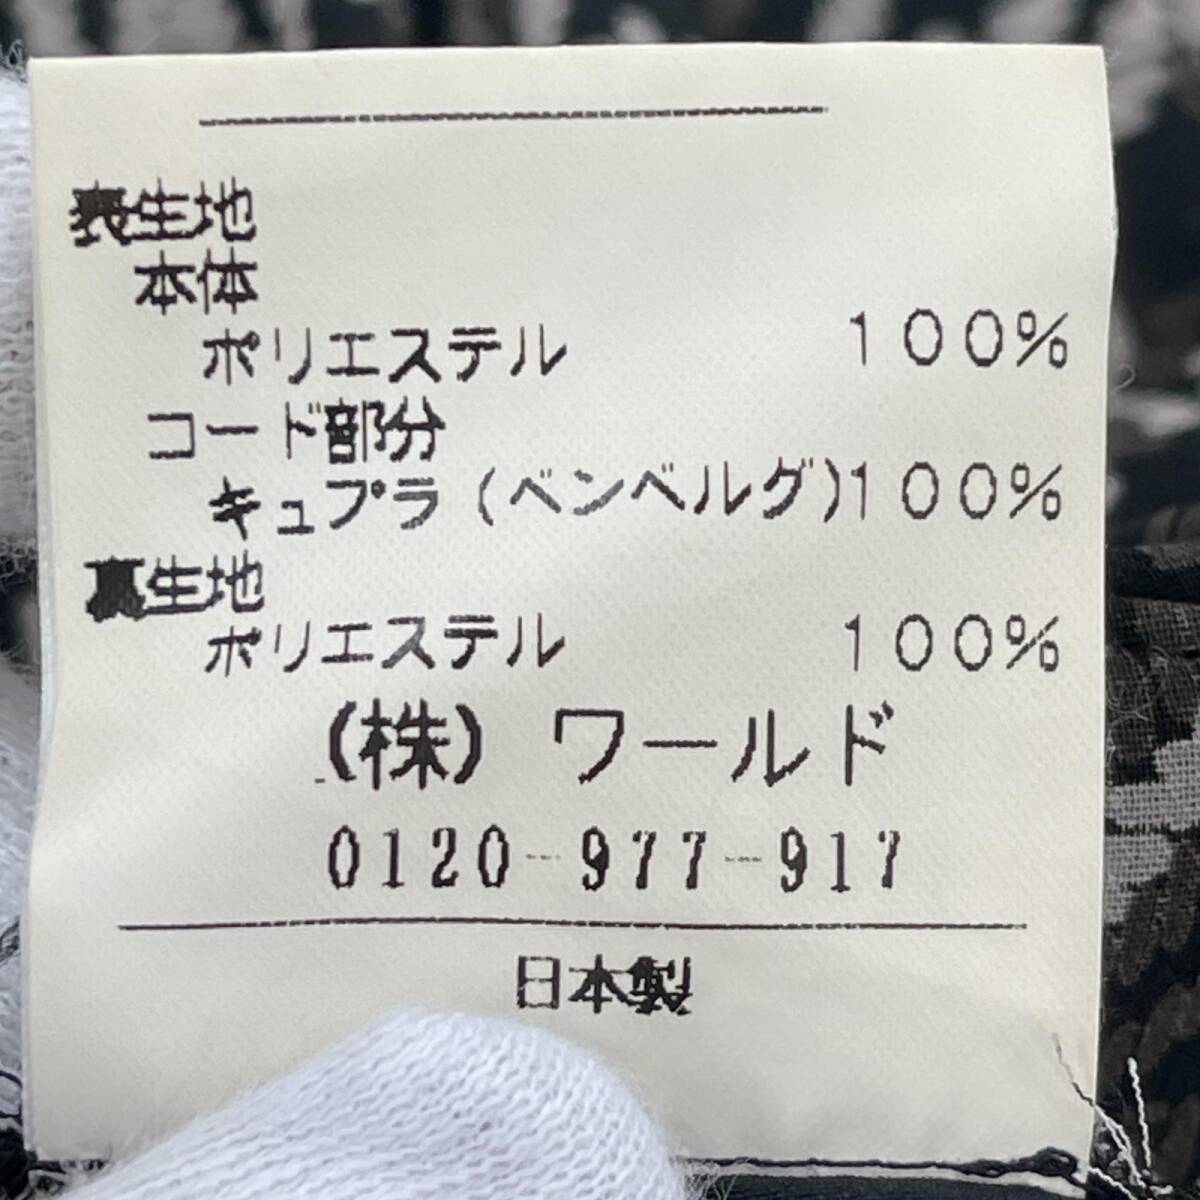 表生地
本体
ポリエステル 100%
コード部分
キュプラ(ベンベルグ)100%
裏生地
ポリエステル 100%
(株)ワールド
0120-977-917
日本製